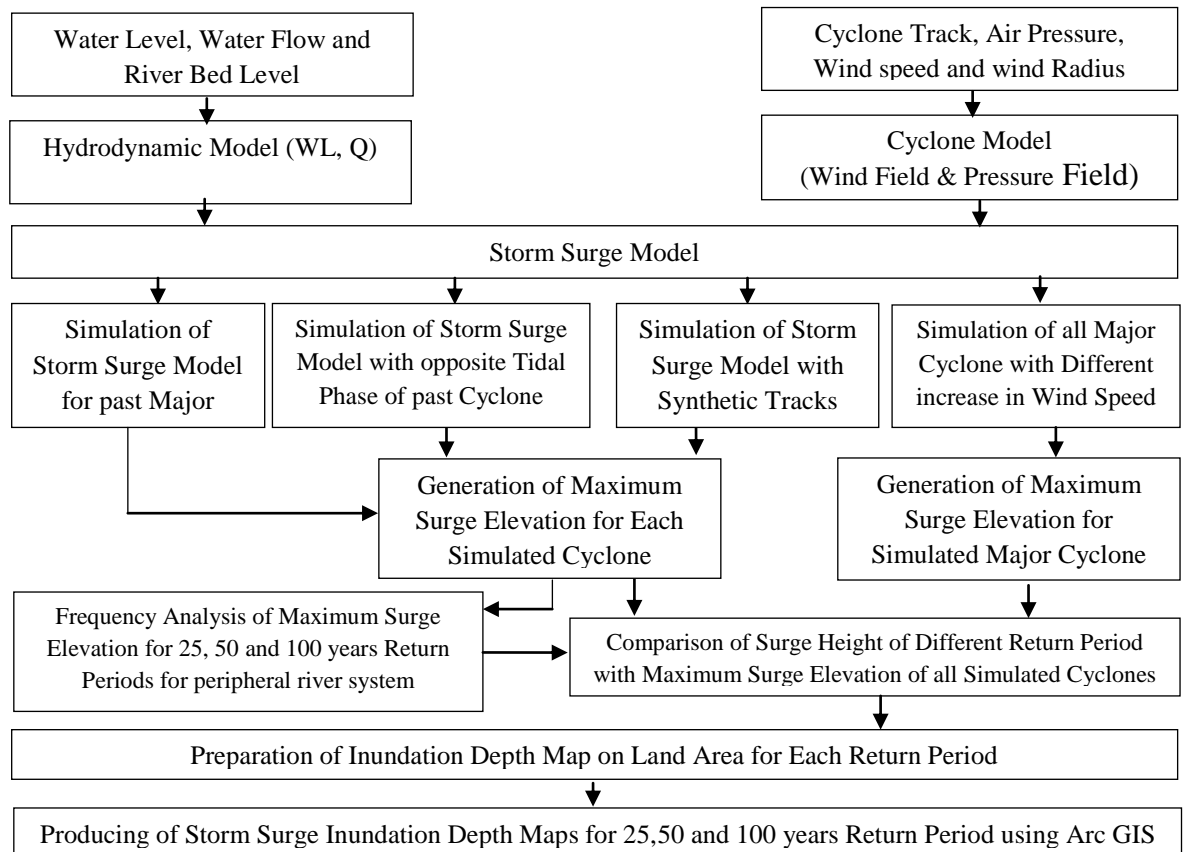 Water Level, Water Flow and
River Bed Level
Cyclone Track, Air Pressure,
Wind speed and wind Radius
Hydrodynamic Model (WL, Q)
Cyclone Model
(Wind Field & Pressure Field)
Storm Surge Model
Simulation of
Storm Surge Model
for past Major
Simulation of Storm Surge
Model with opposite Tidal
Phase of past Cyclone
Simulation of Storm
Surge Model with
Synthetic Tracks
Simulation of all Major
Cyclone with Different
increase in Wind Speed
Generation of Maximum
Surge Elevation for Each
Simulated Cyclone
Generation of Maximum
Surge Elevation for
Simulated Major Cyclone
Frequency Analysis of Maximum Surge
Elevation for 25, 50 and 100 years Return
Periods for peripheral river system
Comparison of Surge Height of Different Return Period
with Maximum Surge Elevation of all Simulated Cyclones
Preparation of Inundation Depth Map on Land Area for Each Return Period
Producing of Storm Surge Inundation Depth Maps for 25,50 and 100 years Return Period using Arc GIS